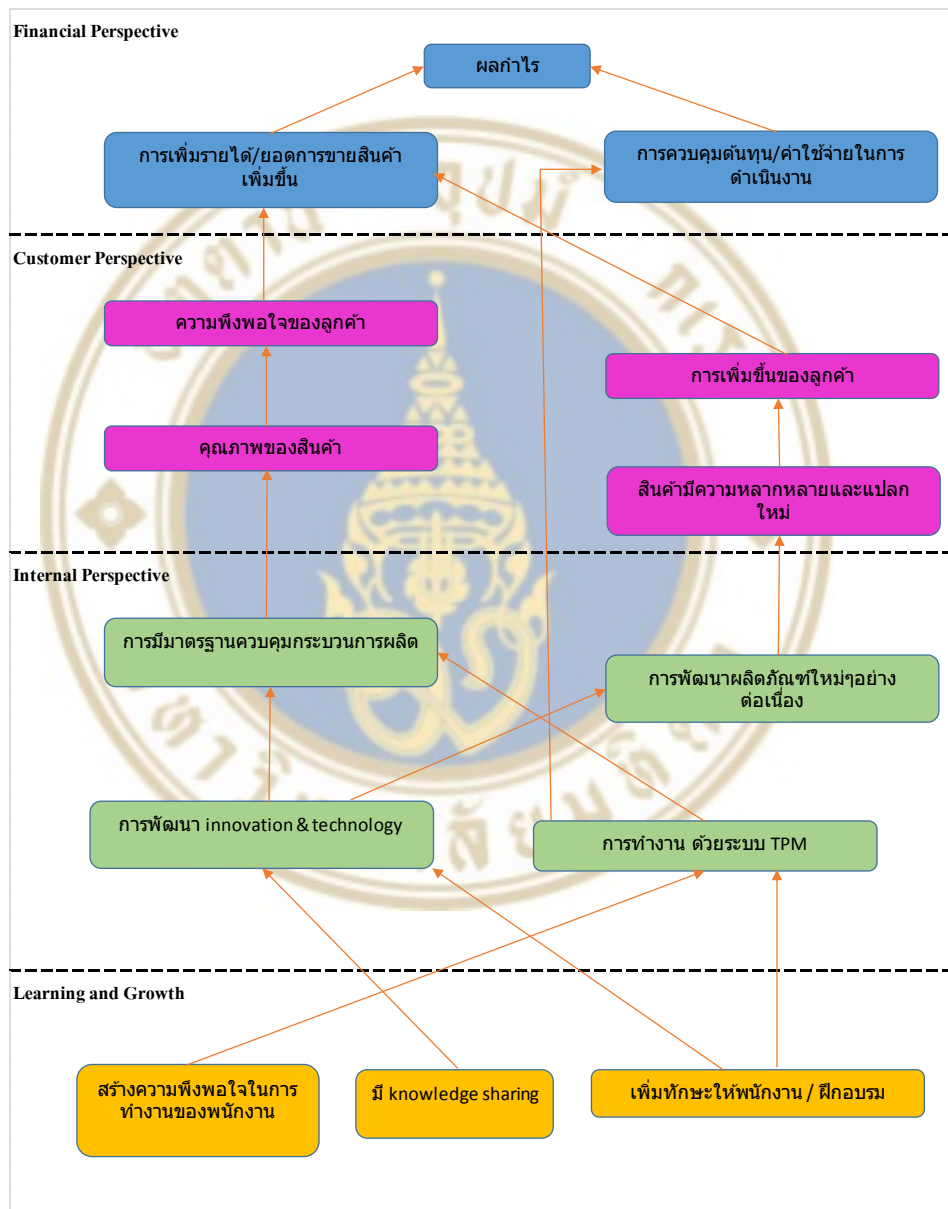 Financial Perspective
ผลกำไร
การเพิ่มรายได้/ยอดการขายสินค้า
เพิ่มขึ้น
การควบคุมต้นทุน/ค่าใช้จ่ายในการ
ดำเนินงาน
Customer Perspective
ความพึงพอใจของลูกค้า
การเพิ่มขึ้นของลูกค้า
คุณภาพของสินค้า
สินค้ามีความหลากหลายและแปลก
ใหม่
Internal Perspective
การมีมาตรฐานควบคุมกระบวนการผลิต
การพัฒนาผลิตภัณฑ์ใหม่ๆอย่าง
ต่อเนื่อง
การพัฒนา innovation & technology
การทำงาน ด้วยระบบ TPM
Learning and Growth
สร้างความพึงพอใจในการ
ทำงานของพนักงาน
มี knowledge sharing
เพิ่มทักษะให้พนักงาน / ฝึกอบรม